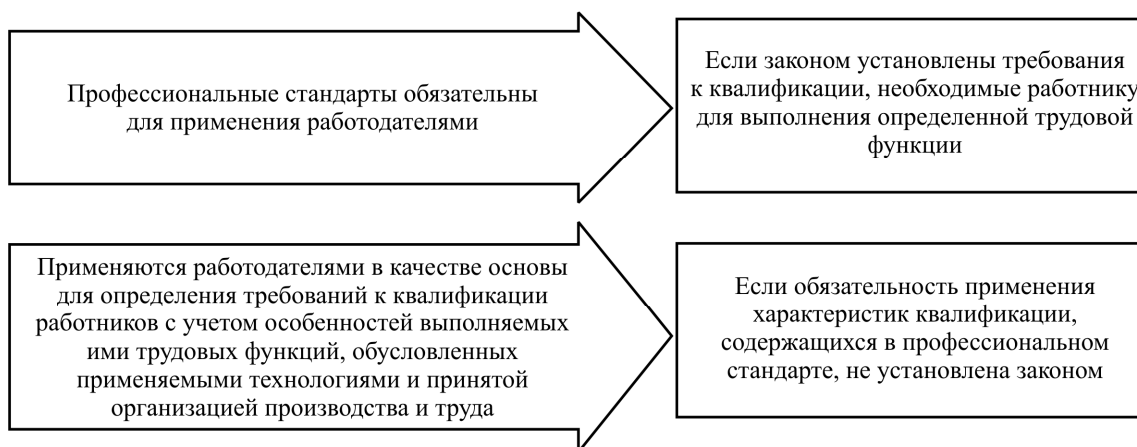 Профессиональные стандарты обязательны
для применения работодателями
Если законом установлены требования
к квалификации, необходимые работнику
для выполнения определенной трудовой
функции
Применяются работодателями в качестве основы
для определения требований к квалификации
работников с учетом особенностей выполняемых
ими трудовых функций, обусловленных
применяемыми технологиями и принятой
организацией производства и труда
Если обязательность применения
характеристик квалификации,
содержащихся в профессиональном
стандарте, не установлена законом